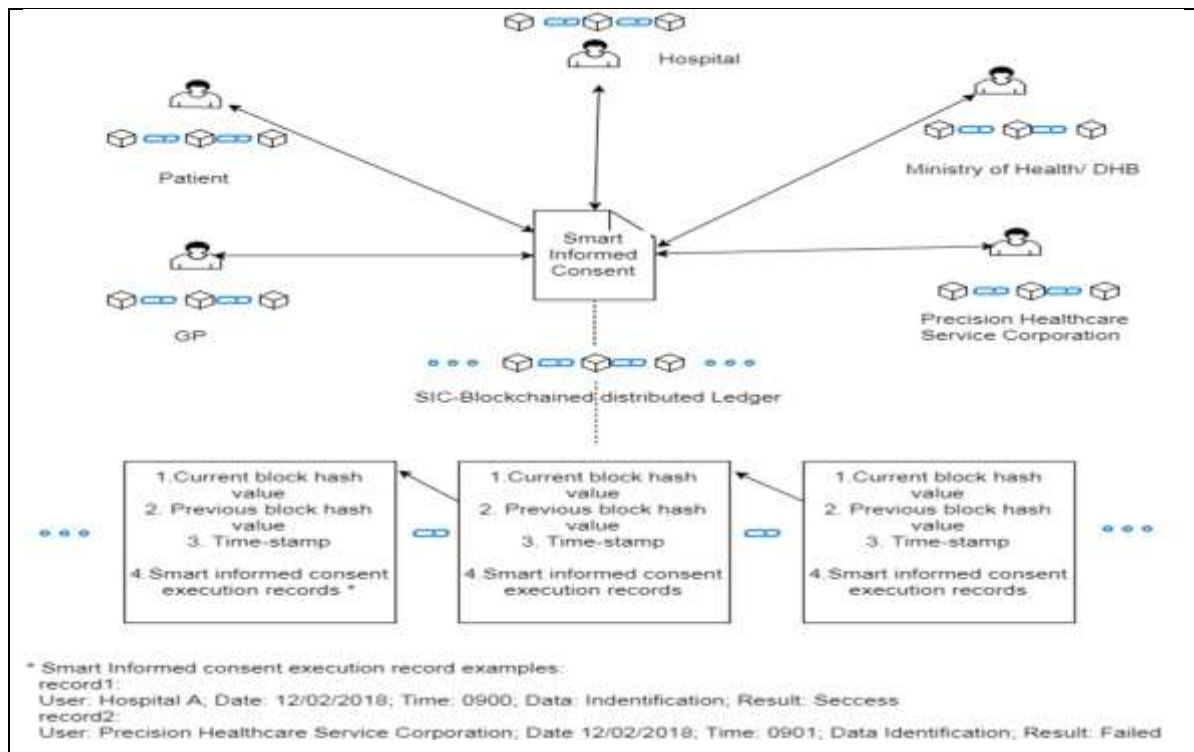 Hospital
Patient
Ministry of Health/ DHB
Smart
Informed
Consent
GP
Precision Healthcare
Service Corporation
SIC-Blockchained distributed Ledger
1.Current block hash
value
2. Previous block hash
value
3. Time-stamp
4.Smart informed consent
execution records *
1.Current block hash
value
2. Previous block hash
value
3. Time-stamp
4.Smart informed consent
execution records
1.Current block hash
value
2. Previous block hash
value
3. Time-stamp
4.Smart informed consent
execution records
* Smart Informed consent execution record examples:
record1:
User: Hospital A; Date: 12/02/2018; Time: 0900; Data: Indentification; Result: Seccess
record2:
User: Precision Healthcare Service Corporation; Date 12/02/2018; Time: 0901; Data Identification; Result: Failed